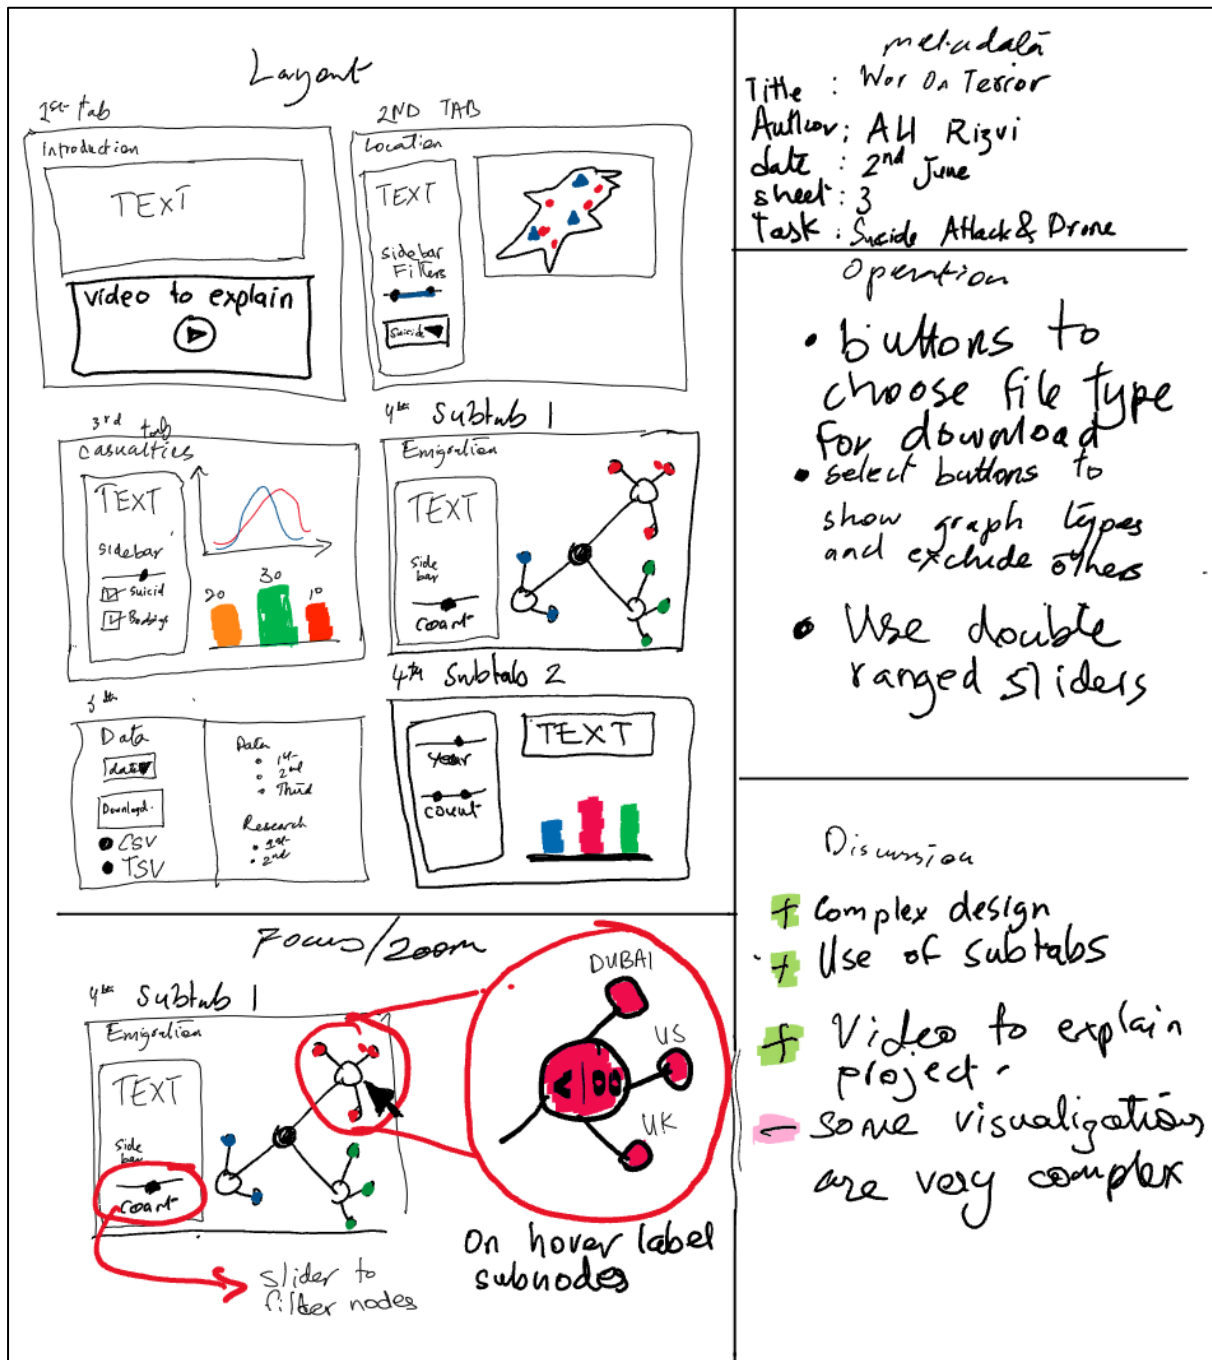 Layout
1st tab
Introduction
TEXT
video to explain
2ND TAB
Location
TEXT
sidebar
Filters
Suicide
3rd tab
Casualties
TEXT
sidebar
Suicid
20
30
10
4th Subtab 1
Emigration
TEXT
side
bar
count
5th
Data
data
Download
CSV
TSV
Data
1st
2nd
Third
Research
1st
2nd
4th Subtab 2
year
count
TEXT
Focus/Zoom
4th Subtab 1
Emigration
TEXT
side
bar
count
slider to
filter nodes
DUBAI
US
UK
On hover label
subnodes
metadata
Title : War On Terror
Author: Ali Rizvi
date : 2nd June
sheet: 3
Task : Suicide Attack & Drone
Operation
• buttons to
choose file type
for download
• select buttons to
show graph types
and exclude others
• Use double
ranged sliders
Discussion
+ Complex design
+ Use of subtabs
+ Video to explain
project.
- some visualizations
are very complex